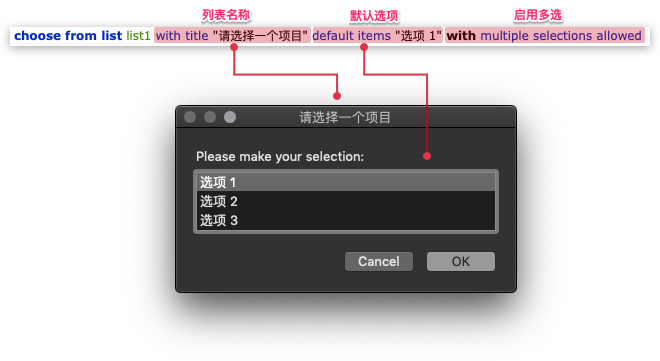 列表名称 默认选项 启用多选
choose from list list1 with title "请选择一个项目" default items "选项 1" with multiple selections allowed
请选择一个项目
Please make your selection:
选项 1
选项 2
选项 3
Cancel OK